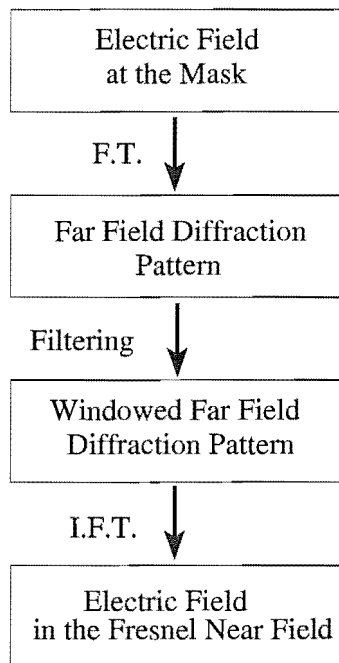 Electric Field
at the Mask
F.T.
Far Field Diffraction
Pattern
Filtering
Windowed Far Field
Diffraction Pattern
I.F.T.
Electric Field
in the Fresnel Near Field